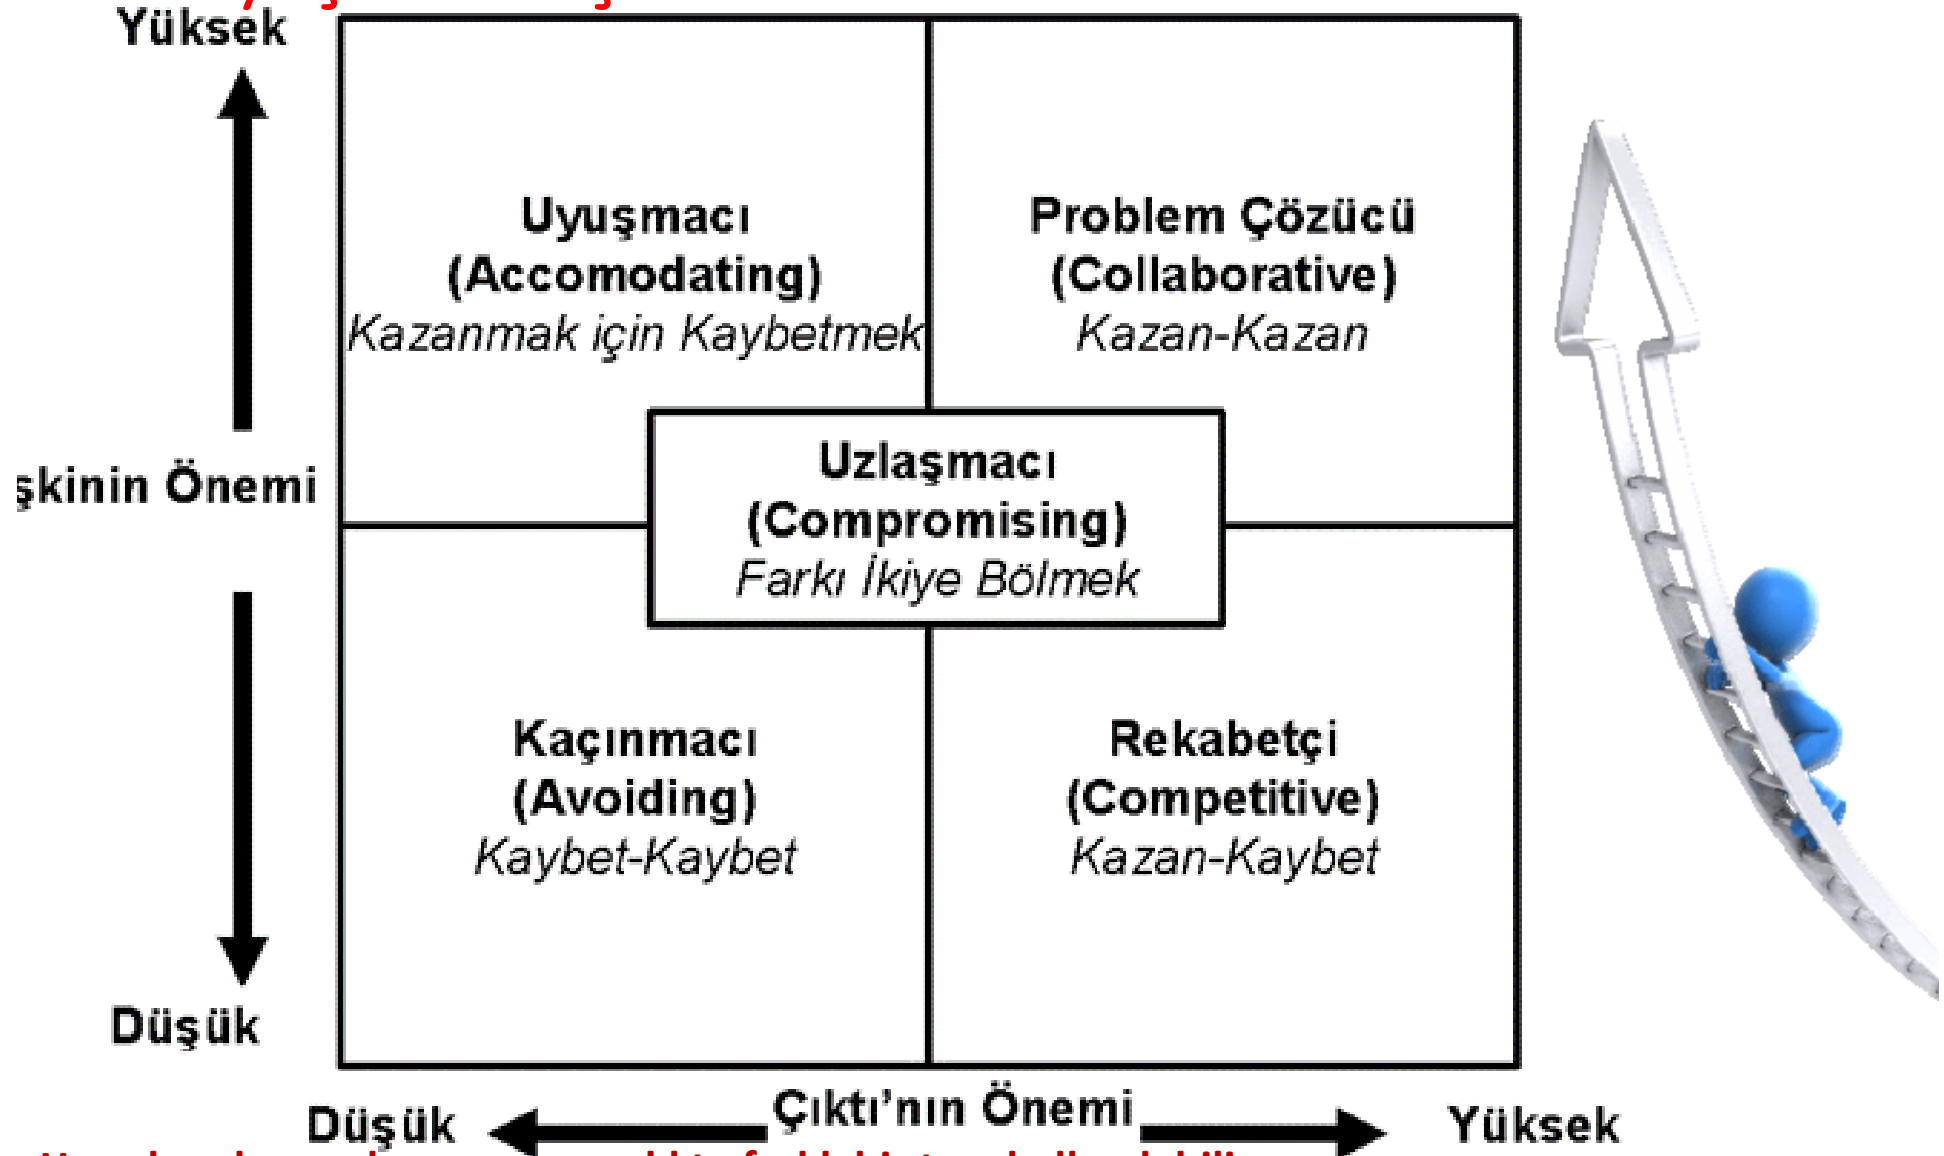 Yüksek
Uyuşmacı
(Accomodating)
Kazanmak için Kaybetmek
Problem Çözücü
(Collaborative)
Kazan-Kazan
şkinin Önemi
Uzlaşmacı
(Compromising)
Farkı İkiye Bölmek
Kaçınmacı
(Avoiding)
Kaybet-Kaybet
Rekabetçi
(Competitive)
Kazan-Kaybet
Düşük
Düşük
Çıktı’nın Önemi
Yüksek